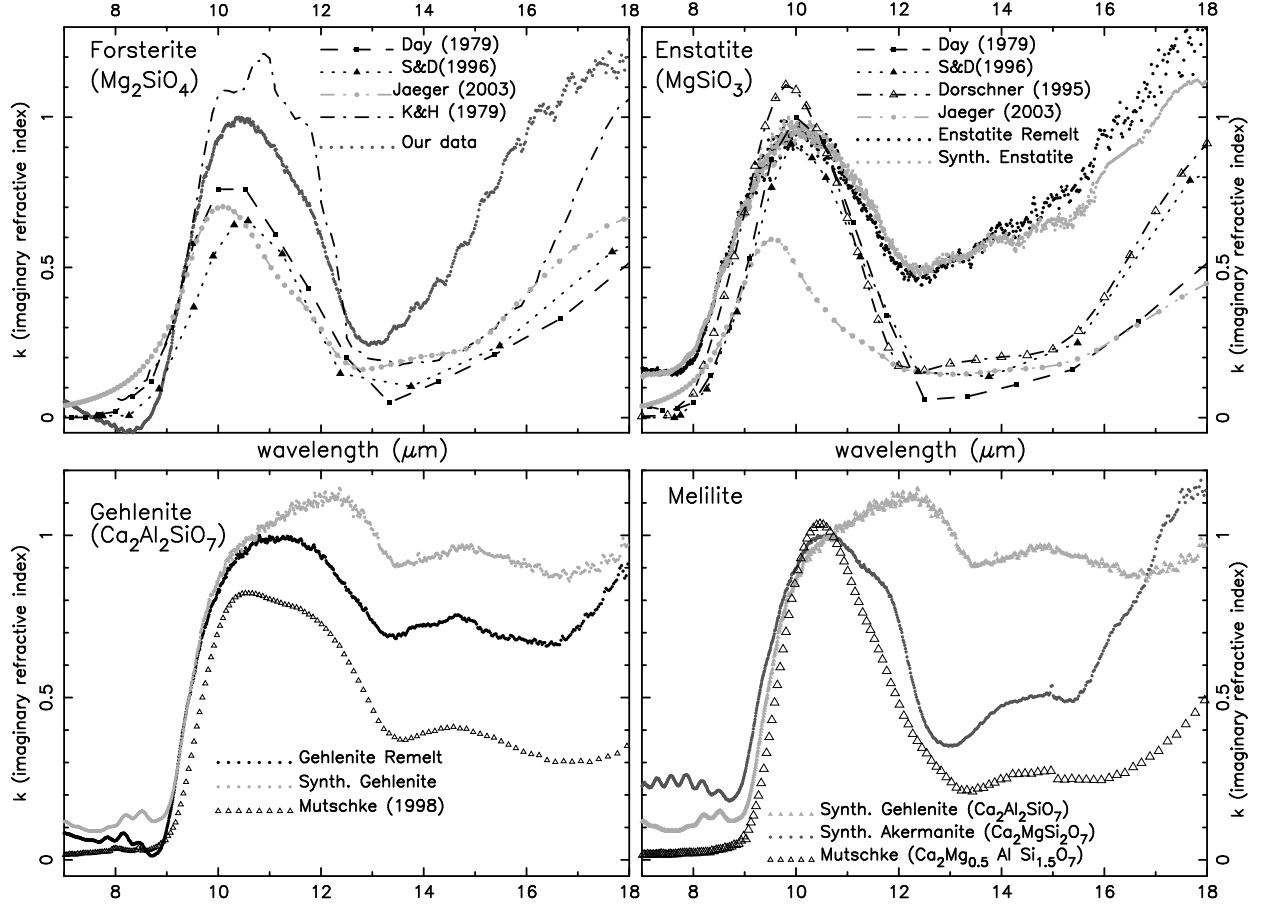 8 10 12 14 16 18
8 10 12 14 16 18
Forsterite
(Mg₂SiO₄)
Day (1979)
S&D(1996)
Jaeger (2003)
K&H (1979)
Our data
k (imaginary refractive index)
1
0.5
0
Enstatite
(MgSiO₃)
Day (1979)
S&D(1996)
Dorschner (1995)
Jaeger (2003)
Enstatite Remelt
Synth. Enstatite
1
0.5
0
k (imaginary refractive index)
wavelength (μm)
wavelength (μm)
Gehlenite
(Ca₂Al₂SiO₇)
k (imaginary refractive index)
1
0.5
0
Gehlenite Remelt
Synth. Gehlenite
Mutschke (1998)
8 10 12 14 16 18
Melilite
Synth. Gehlenite (Ca₂Al₂SiO₇)
Synth. Akermanite (Ca₂MgSi₂O₇)
Mutschke (Ca₂Mg₀.₅ Al Si₁.₅O₇)
1
0.5
0
k (imaginary refractive index)
8 10 12 14 16 18